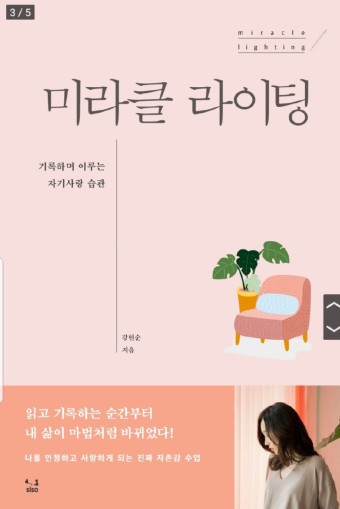 3 / 5
miracle
lighting
미라클 라이팅
기록하며 이루는
자기사랑 습관
강현순
지음
읽고 기록하는 순간부터
내 삶이 마법처럼 바뀌었다!
나를 인정하고 사랑하게 되는 진짜 자존감 수업
siso